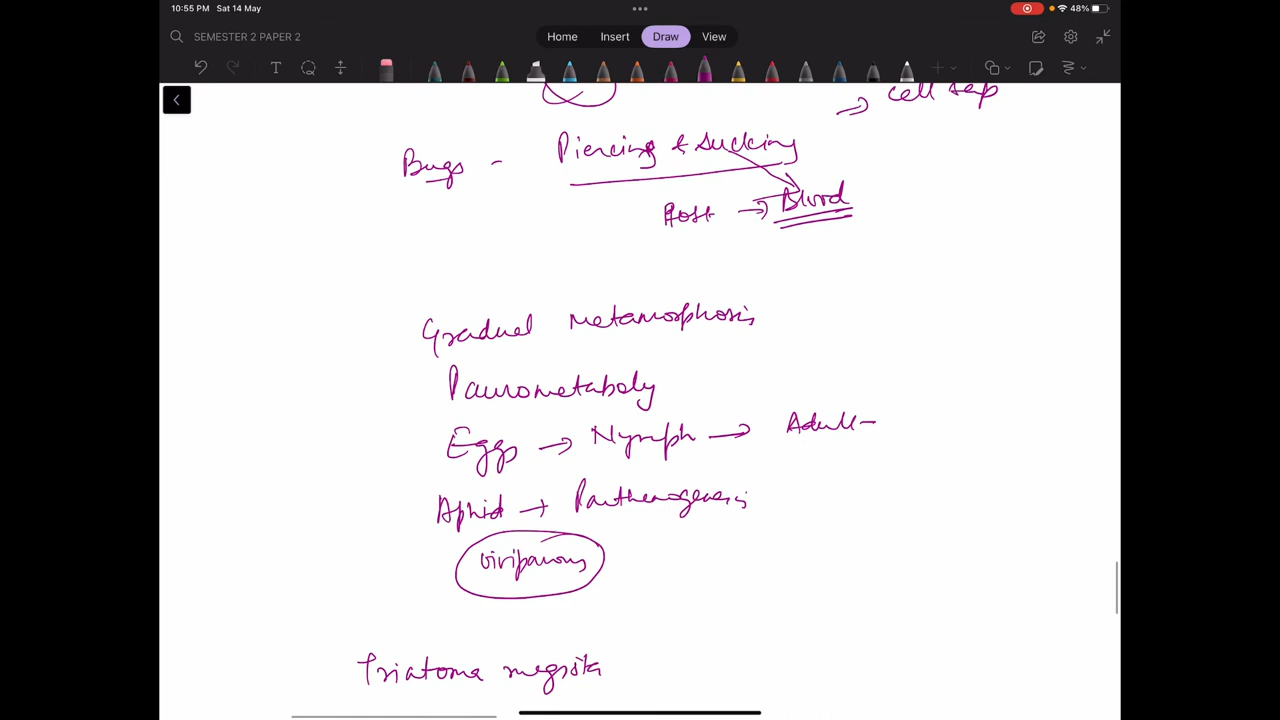 10:55 PM Sat 14 May
48%
SEMESTER 2 PAPER 2
Home Insert Draw View
→ cell sap
Bugs - Piercing & Sucking
Host → Blood
Gradual metamorphosis
Paurometaboly
Eggs → Nymph → Adult
Aphid → Parthenogenesis
Viviparous
Triatoma megista